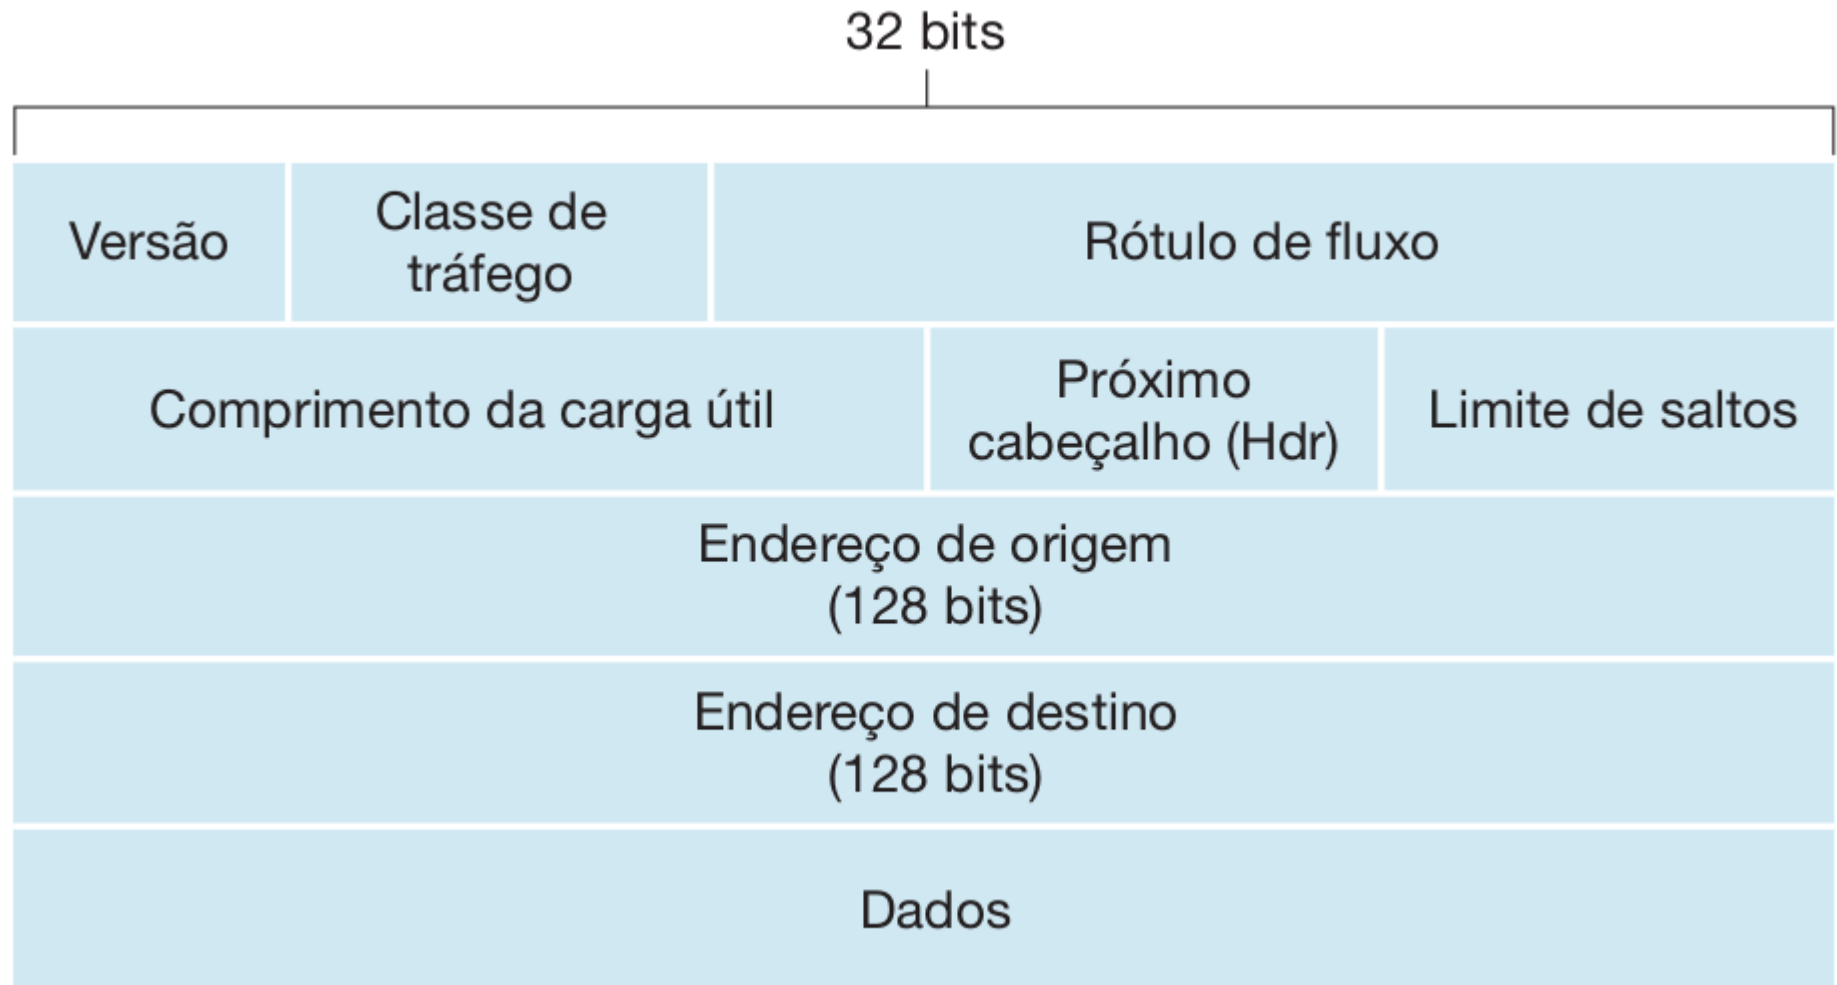 32 bits
Versão
Classe de
tráfego
Rótulo de fluxo
Comprimento da carga útil
Próximo
cabeçalho (Hdr)
Limite de saltos
Endereço de origem
(128 bits)
Endereço de destino
(128 bits)
Dados